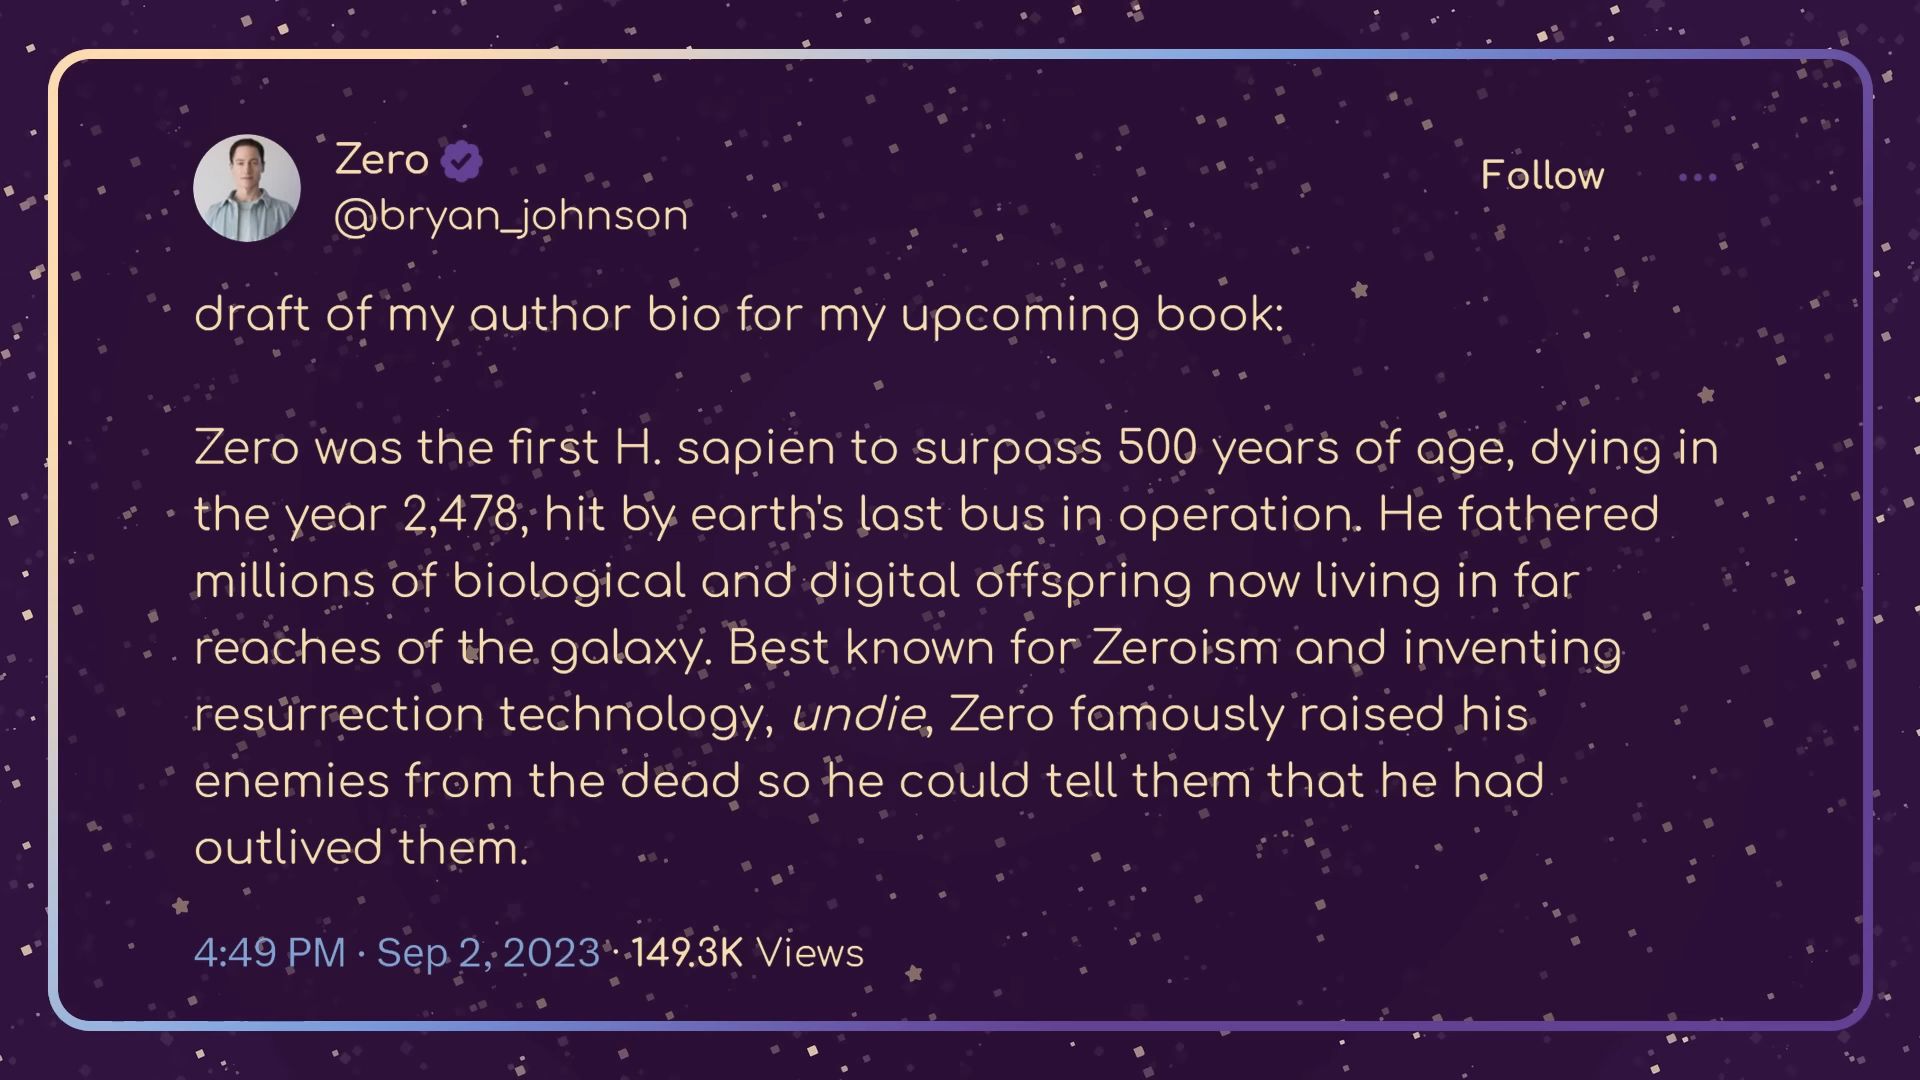 Zero
@bryan_johnson
Follow
draft of my author bio for my upcoming book:
Zero was the first H. sapien to surpass 500 years of age, dying in
the year 2,478, hit by earth's last bus in operation. He fathered
millions of biological and digital offspring now living in far
reaches of the galaxy. Best known for Zeroism and inventing
resurrection technology, undie, Zero famously raised his
enemies from the dead so he could tell them that he had
outlived them.
4:49 PM · Sep 2, 2023 · 149.3K Views